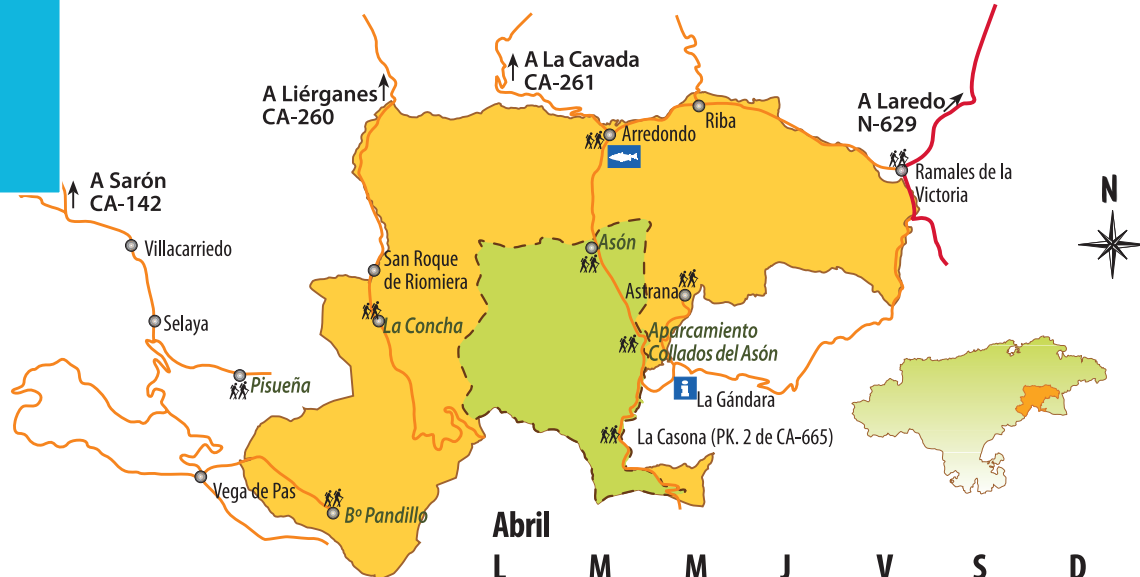 A La Cavada
CA-261
A Liérganes
CA-260
A Laredo
N-629
Riba
Arredondo
Ramales de la
Victoria
A Sarón
CA-142
N
Villacarriedo
Asón
San Roque
de Riomiera
Astrana
Selaya
La Concha
Aparcamiento
Collados del Asón
Pisueña
i
La Gándara
La Casona (PK. 2 de CA-665)
Vega de Pas
Bº Pandillo
Abril
L M M J V S D